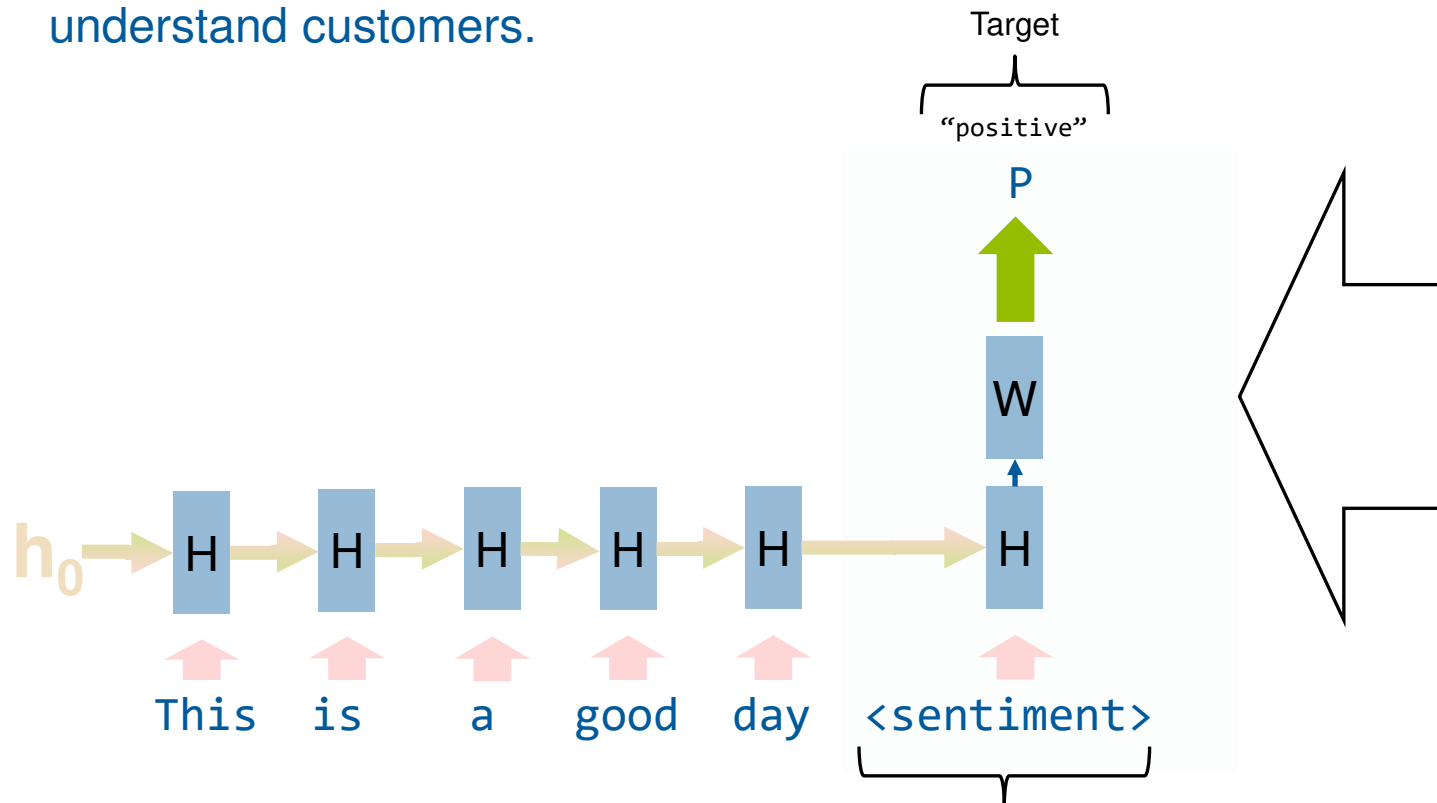 understand customers.
Target
“positive”
P
W
h0 H H H H H H
This is a good day <sentiment>